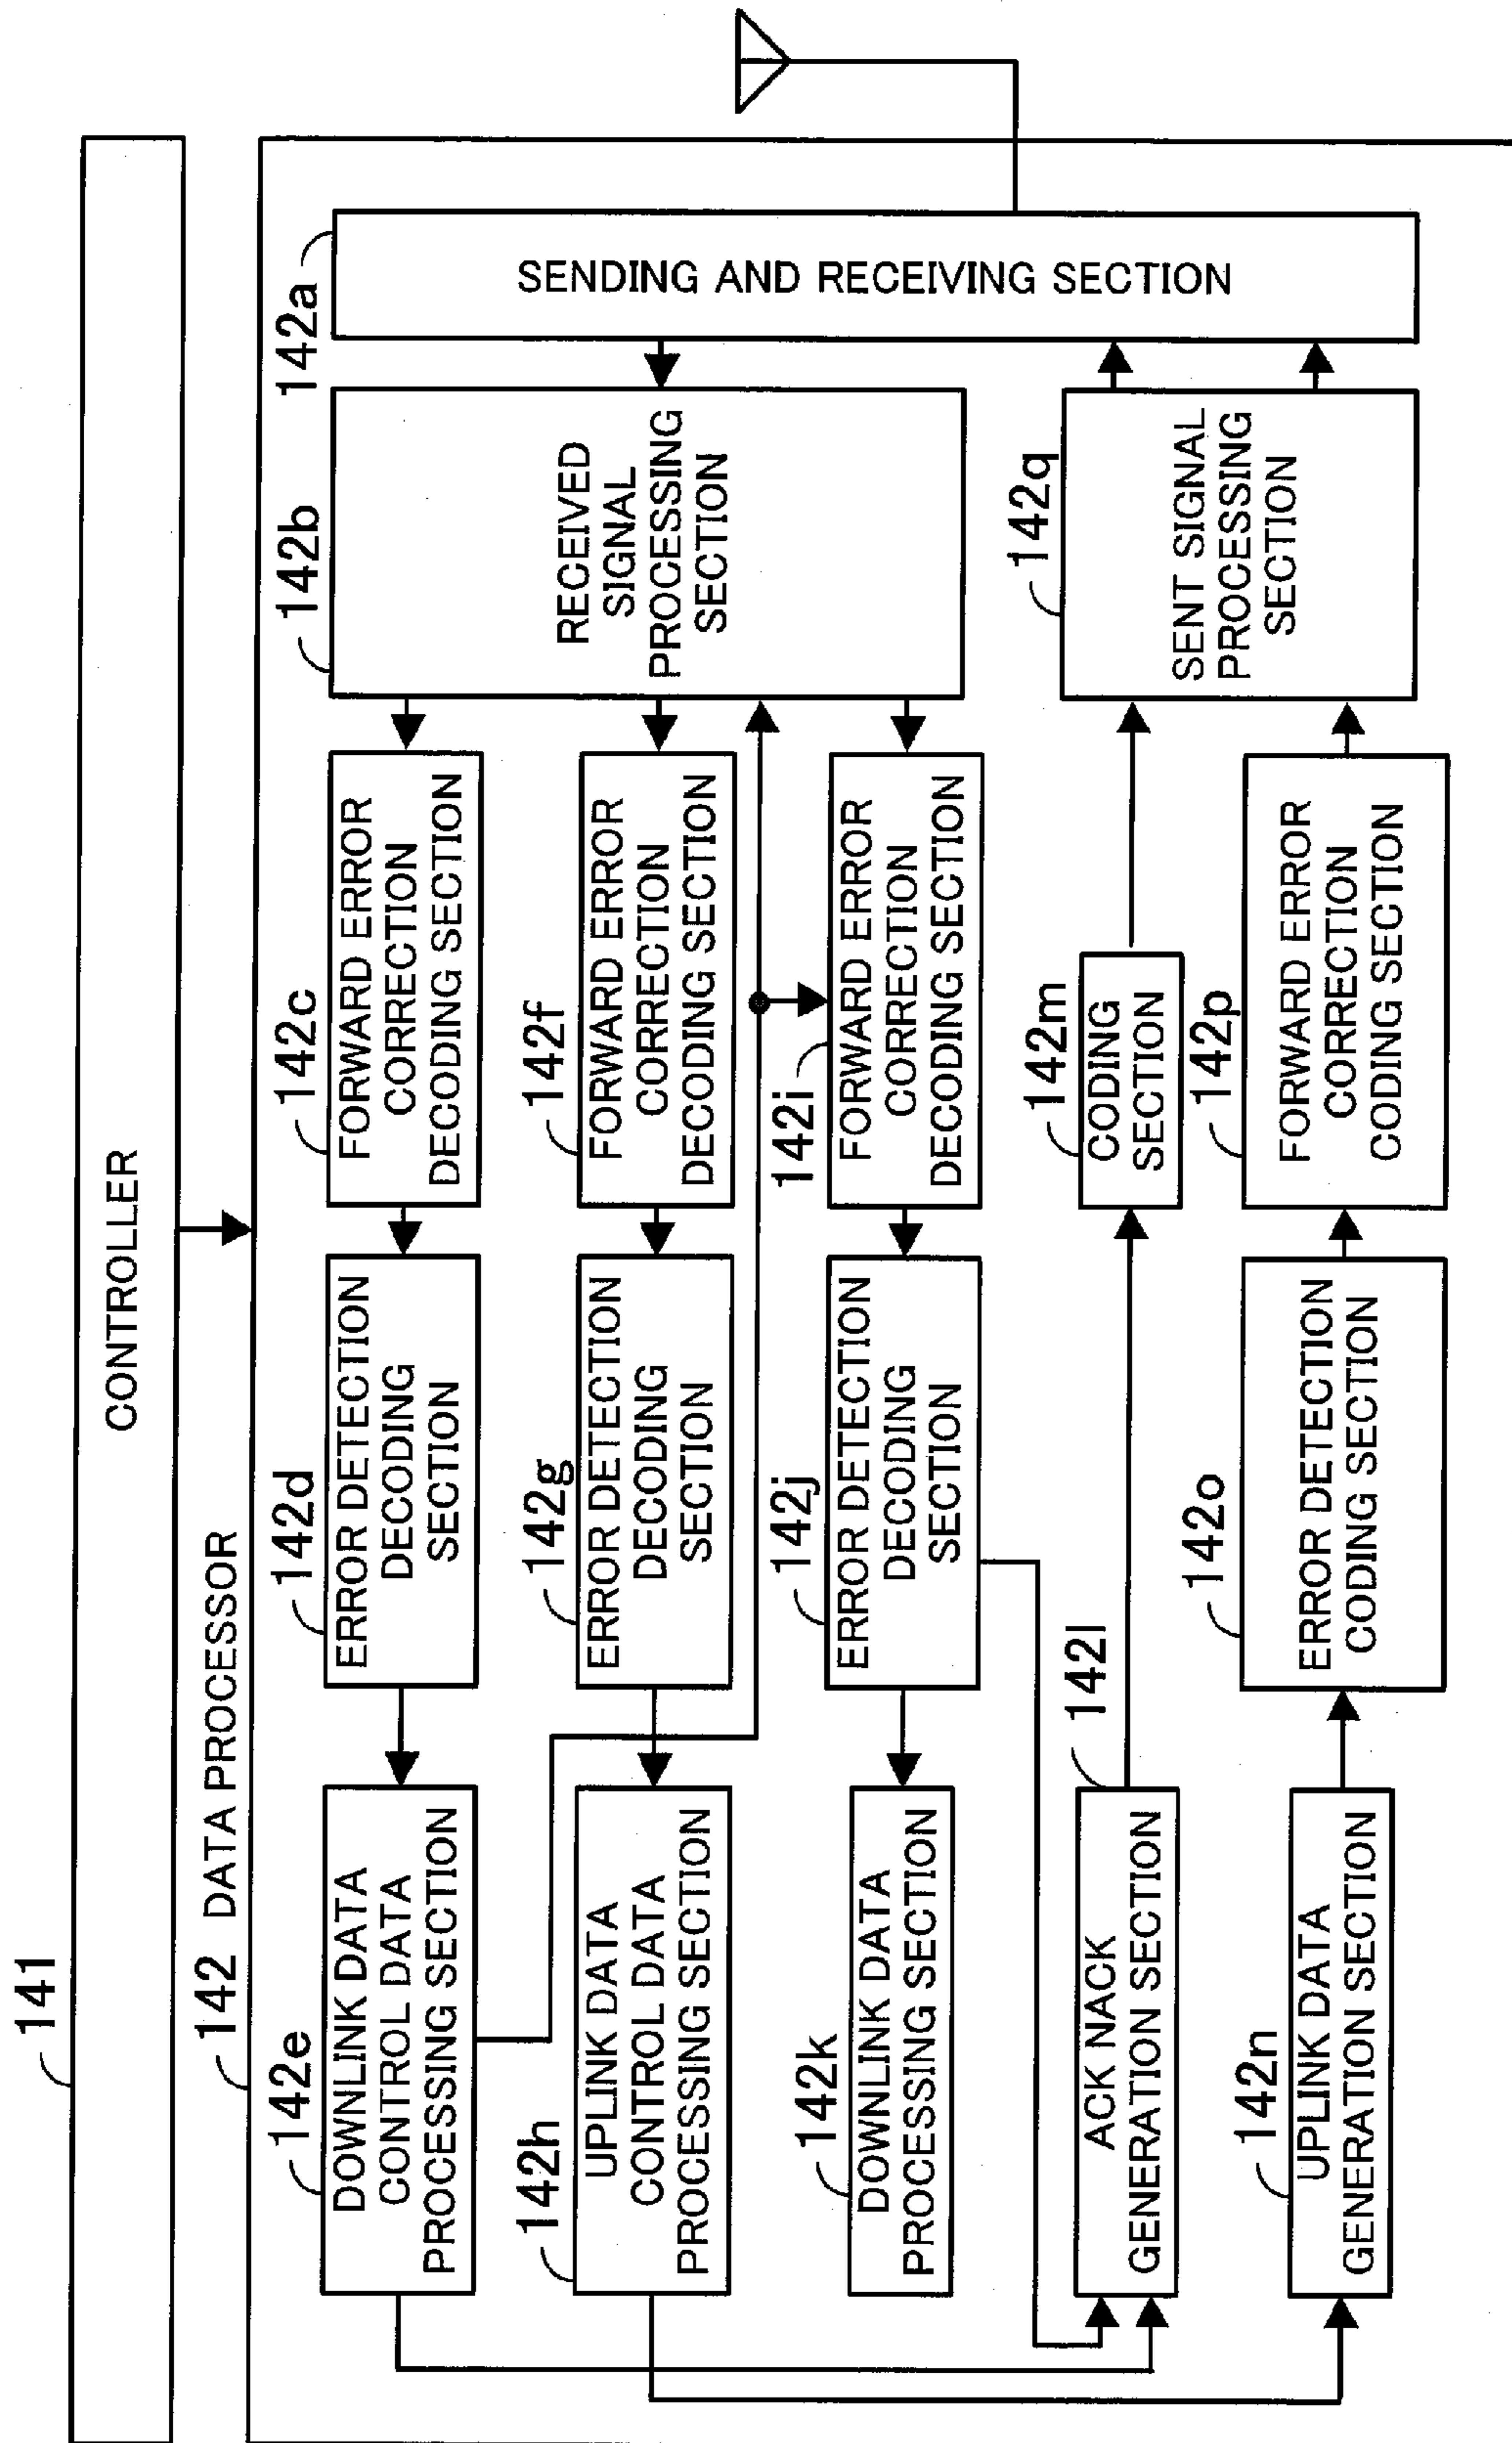 141
CONTROLLER
142 DATA PROCESSOR
142e
DOWNLINK DATA
CONTROL DATA
PROCESSING SECTION
142d
ERROR DETECTION
DECODING
SECTION
142c
FORWARD ERROR
CORRECTION
DECODING SECTION
142b
RECEIVED
SIGNAL
PROCESSING
SECTION
142a
SENDING AND RECEIVING SECTION
142h
UPLINK DATA
CONTROL DATA
PROCESSING SECTION
142g
ERROR DETECTION
DECODING
SECTION
142f
FORWARD ERROR
CORRECTION
DECODING SECTION
142k
DOWNLINK DATA
PROCESSING SECTION
142j
ERROR DETECTION
DECODING
SECTION
142i
FORWARD ERROR
CORRECTION
DECODING SECTION
142l
ACK NACK
GENERATION SECTION
142m
CODING
SECTION
142q
SENT SIGNAL
PROCESSING
SECTION
142n
UPLINK DATA
GENERATION SECTION
142o
ERROR DETECTION
CODING SECTION
142p
FORWARD ERROR
CORRECTION
CODING SECTION